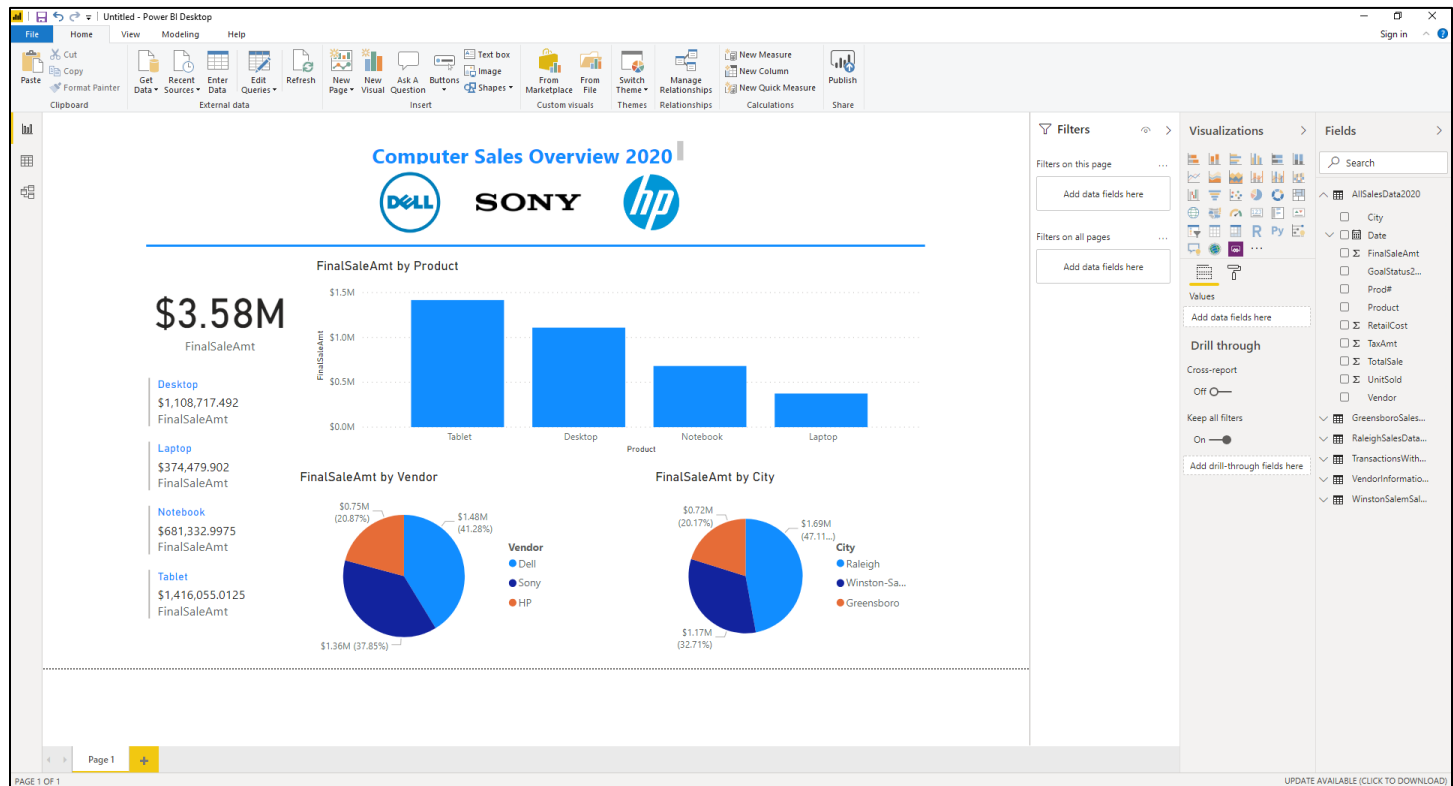 Untitled - Power BI Desktop
File Home View Modeling Help Sign in ?
Paste
Cut
Copy
Format Painter
Clipboard
Get Data
Recent Sources
Enter Data
Edit Queries
Refresh
External data
New Page
New Visual
Ask A Question
Buttons
Text box
Image
Shapes
Insert
From Marketplace
From File
Custom visuals
Switch Theme
Themes
Manage Relationships
Relationships
New Measure
New Column
New Quick Measure
Calculations
Publish
Share
Computer Sales Overview 2020
DELL SONY hp
$3.58M
FinalSaleAmt
Desktop
$1,108,717.492
FinalSaleAmt
Laptop
$374,479.902
FinalSaleAmt
Notebook
$681,332.9975
FinalSaleAmt
Tablet
$1,416,055.0125
FinalSaleAmt
FinalSaleAmt by Product
FinalSaleAmt
$1.5M
$1.0M
$0.5M
$0.0M
Tablet Desktop Notebook Laptop
Product
FinalSaleAmt by Vendor
$0.75M
(20.87%)
$1.48M
(41.28%)
$1.36M (37.85%)
Vendor
Dell
Sony
HP
FinalSaleAmt by City
$0.72M
(20.17%)
$1.69M
(47.11...)
$1.17M
(32.71%)
City
Raleigh
Winston-Sa...
Greensboro
Filters
Filters on this page ...
Add data fields here
Filters on all pages ...
Add data fields here
Visualizations
R Py
...
Values
Add data fields here
Drill through
Cross-report
Off
Keep all filters
On
Add drill-through fields here
Fields
Search
AllSalesData2020
City
Date
Σ FinalSaleAmt
GoalStatus2...
Prod#
Product
Σ RetailCost
Σ TaxAmt
Σ TotalSale
Σ UnitSold
Vendor
GreensboroSales...
RaleighSalesData...
TransactionsWith...
VendorInformatio...
WinstonSalemSal...
Page 1 +
PAGE 1 OF 1
UPDATE AVAILABLE (CLICK TO DOWNLOAD)